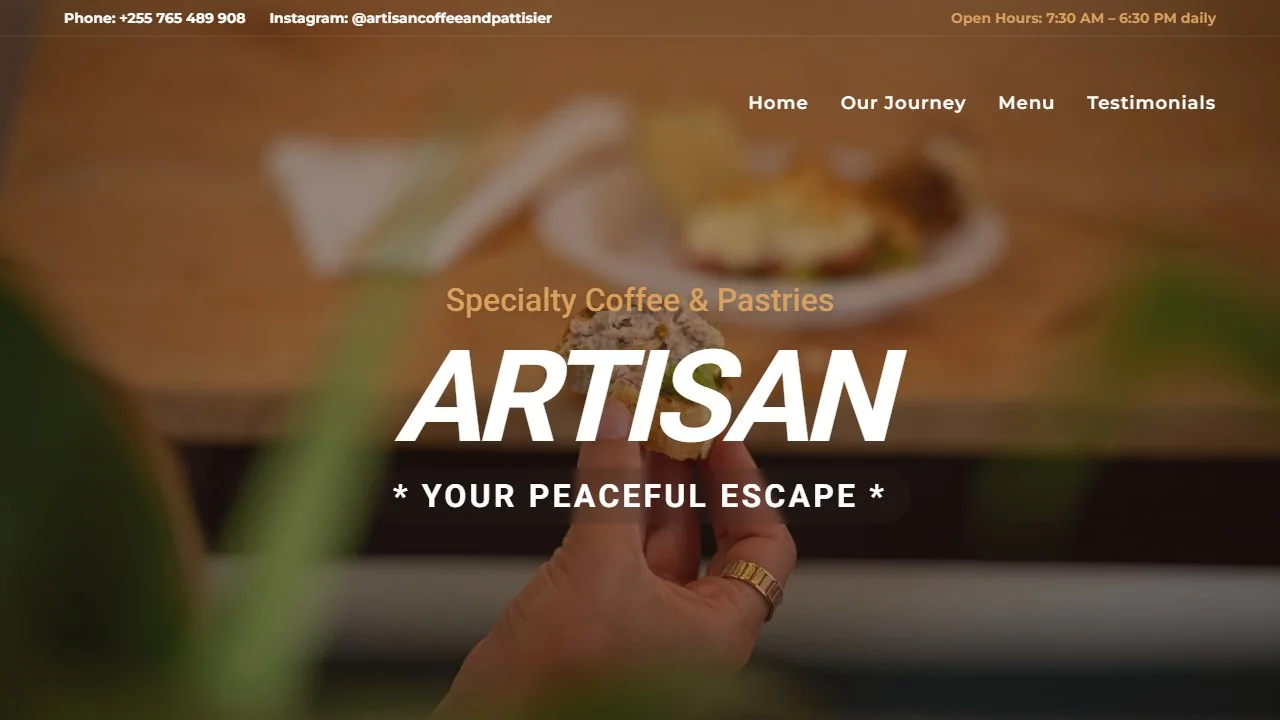 Phone: +255 765 489 908 Instagram: @artisancoffeeandpattisier Open Hours: 7:30 AM – 6:30 PM daily
Home Our Journey Menu Testimonials
Specialty Coffee & Pastries
ARTISAN
* YOUR PEACEFUL ESCAPE *